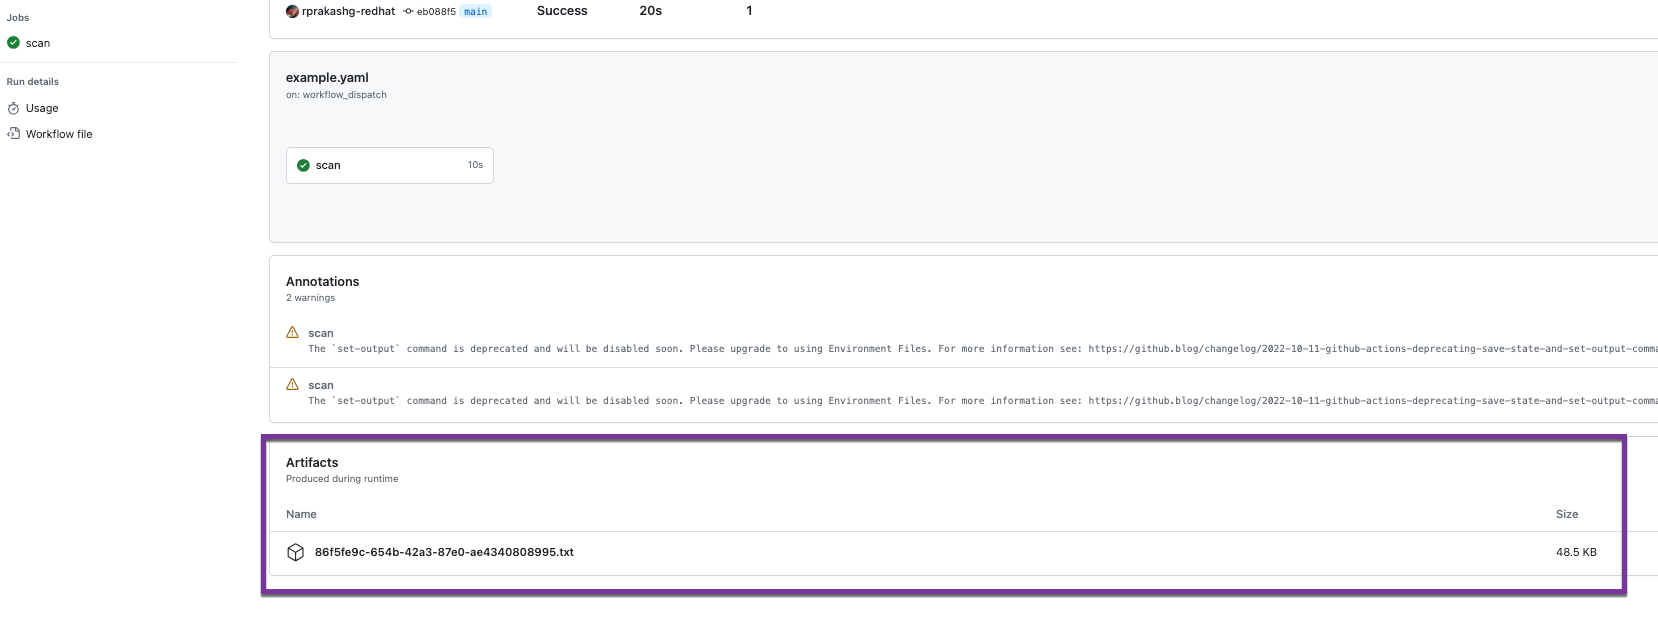 Jobs
scan
Run details
Usage
Workflow file
rprakashg-redhat eb088f5 main Success 20s 1
example.yaml
on: workflow_dispatch
scan 10s
Annotations
2 warnings
scan
The `set-output` command is deprecated and will be disabled soon. Please upgrade to using Environment Files. For more information see: https://github.blog/changelog/2022-10-11-github-actions-deprecating-save-state-and-set-output-comma
scan
The `set-output` command is deprecated and will be disabled soon. Please upgrade to using Environment Files. For more information see: https://github.blog/changelog/2022-10-11-github-actions-deprecating-save-state-and-set-output-comma
Artifacts
Produced during runtime
Name Size
86f5fe9c-654b-42a3-87e0-ae4340808995.txt 48.5 KB